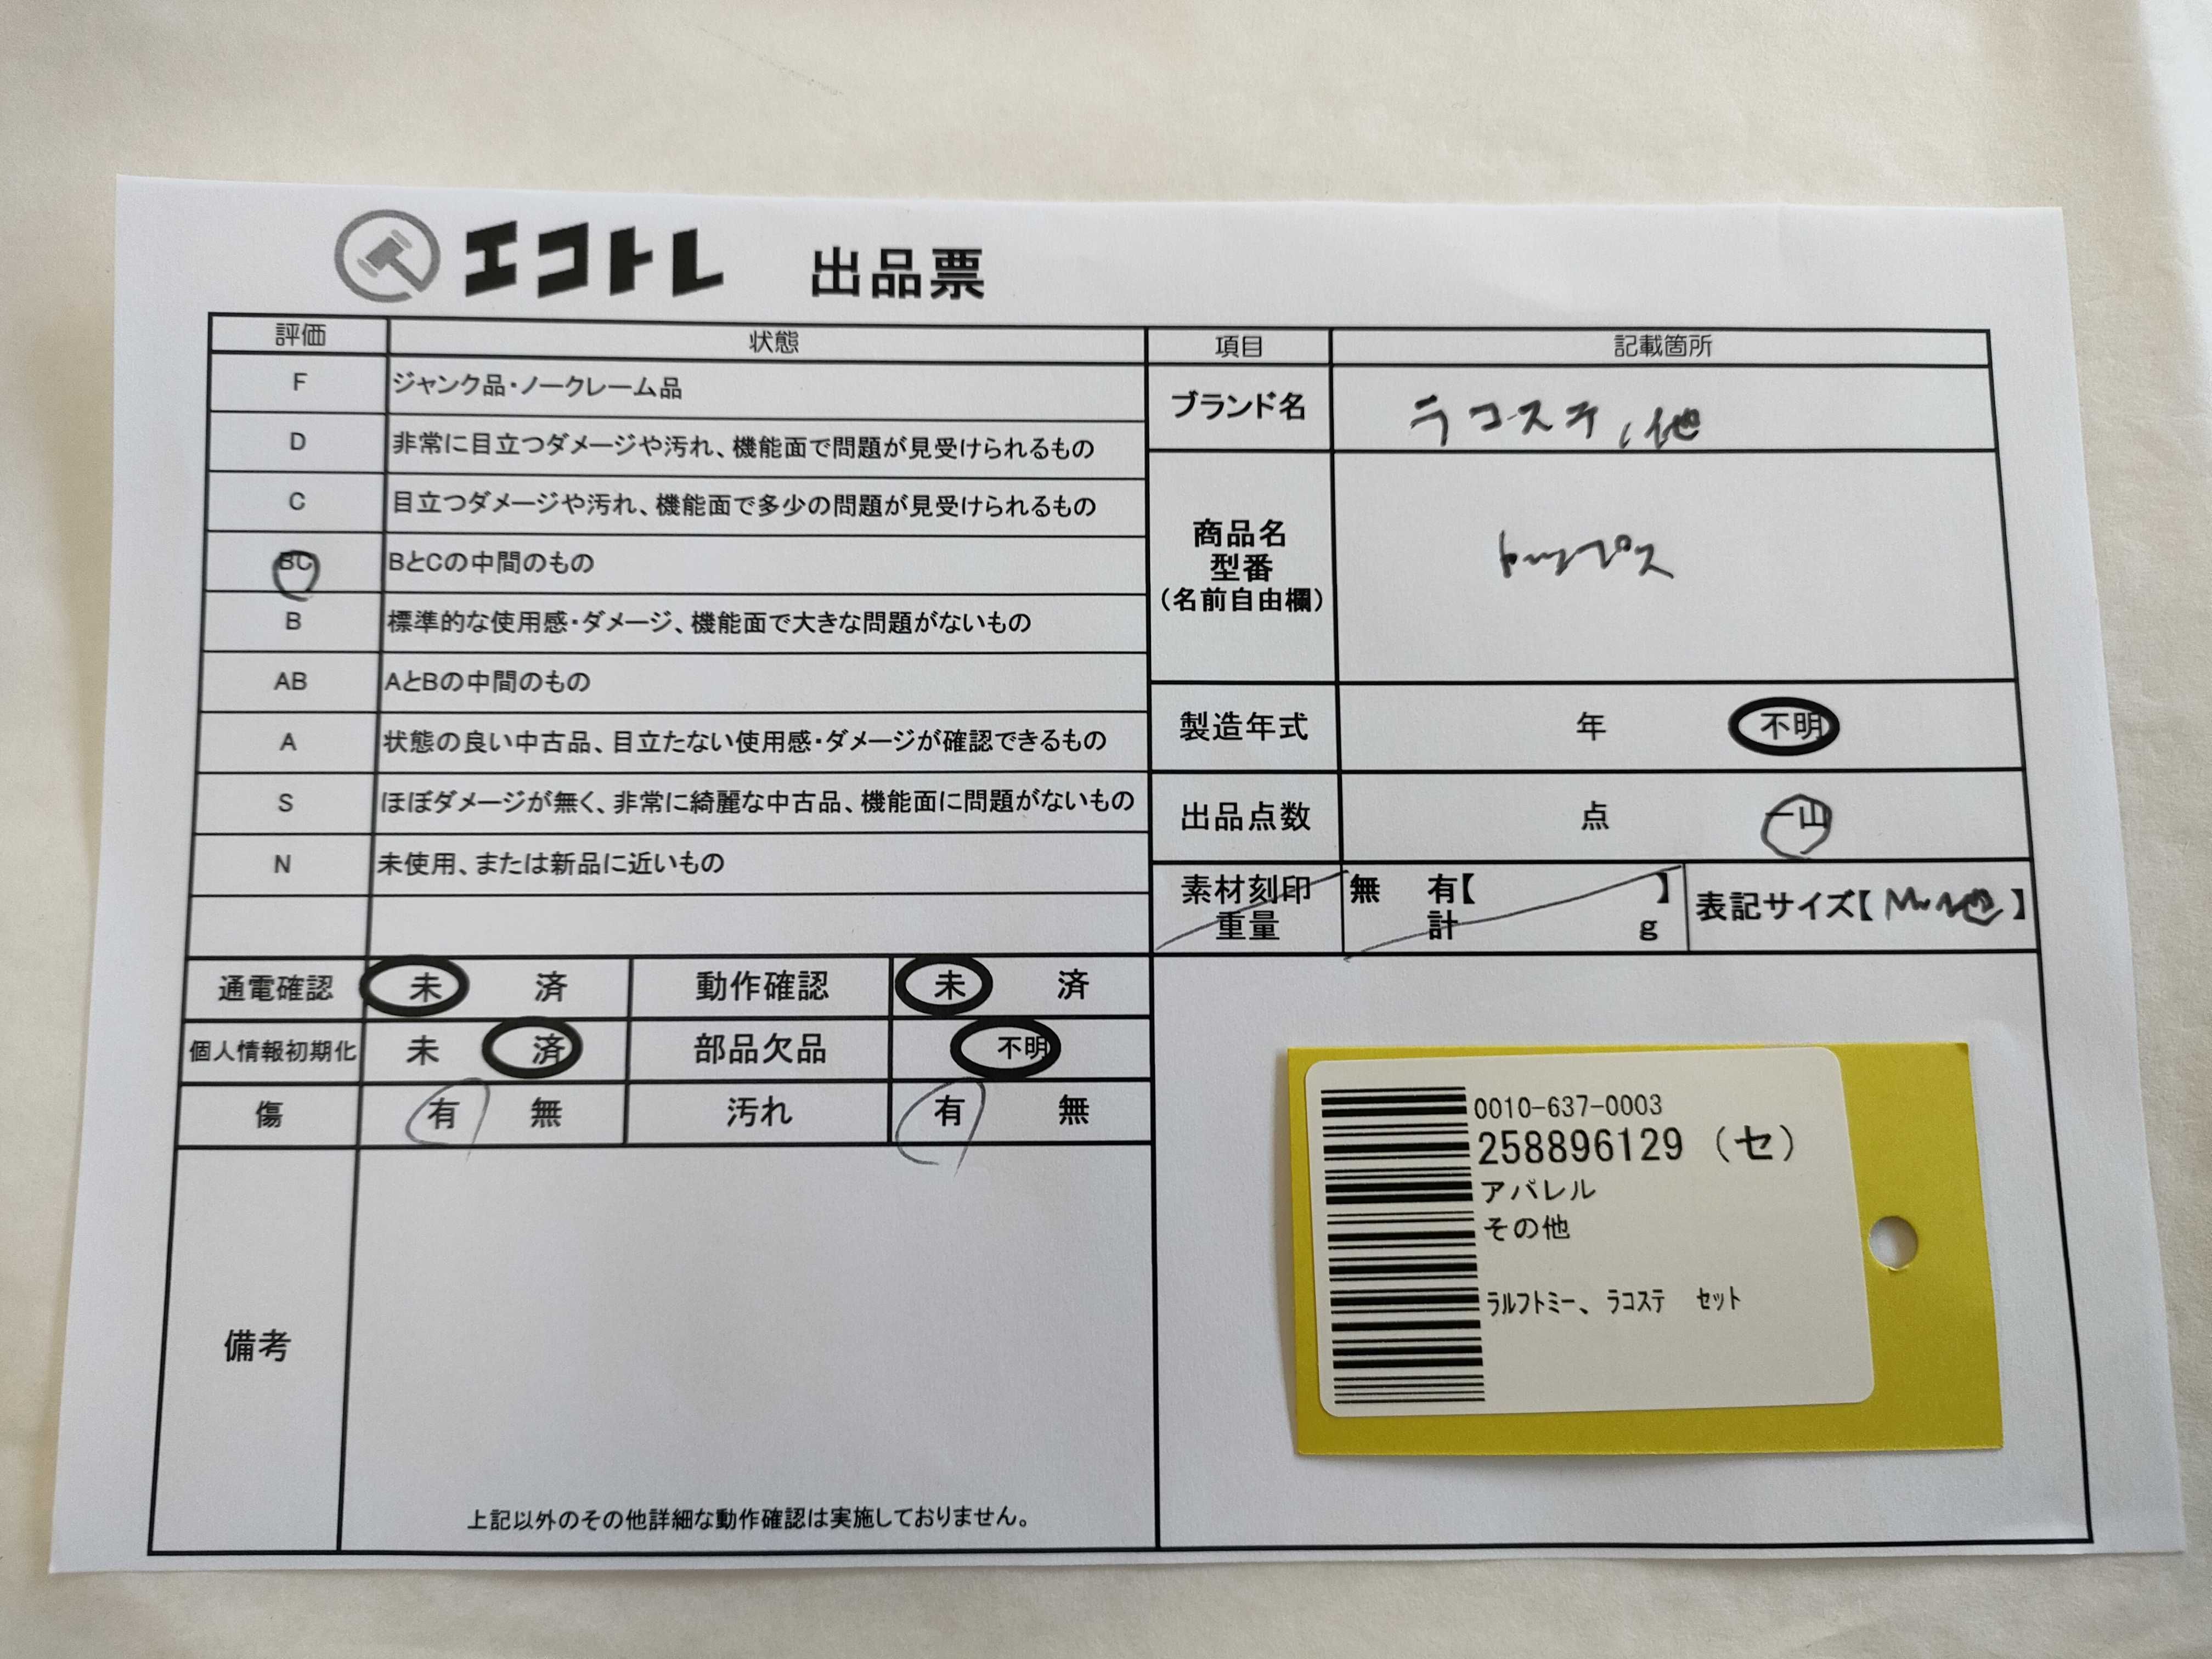 エコトレ 出品票
評価 状態
F ジャンク品・ノークレーム品
D 非常に目立つダメージや汚れ、機能面で問題が見受けられるもの
C 目立つダメージや汚れ、機能面で多少の問題が見受けられるもの
BC BとCの中間のもの
B 標準的な使用感・ダメージ、機能面で大きな問題がないもの
AB AとBの中間のもの
A 状態の良い中古品、目立たない使用感・ダメージが確認できるもの
S ほぼダメージが無く、非常に綺麗な中古品、機能面に問題がないもの
N 未使用、または新品に近いもの
項目 記載箇所
ブランド名 ラコステ,他
商品名
型番
(名前自由欄)
トップス
製造年式 年 不明
出品点数 点 一山
素材刻印 無 有【 】
重量 計 g
表記サイズ【 】
通電確認 未 済 動作確認 未 済
個人情報初期化 未 済 部品欠品 不明
傷 有 無 汚れ 有 無
備考
上記以外のその他詳細な動作確認は実施しておりません。
0010-637-0003
258896129 (セ)
アパレル
その他
ラルフトミー、ラコステ セット